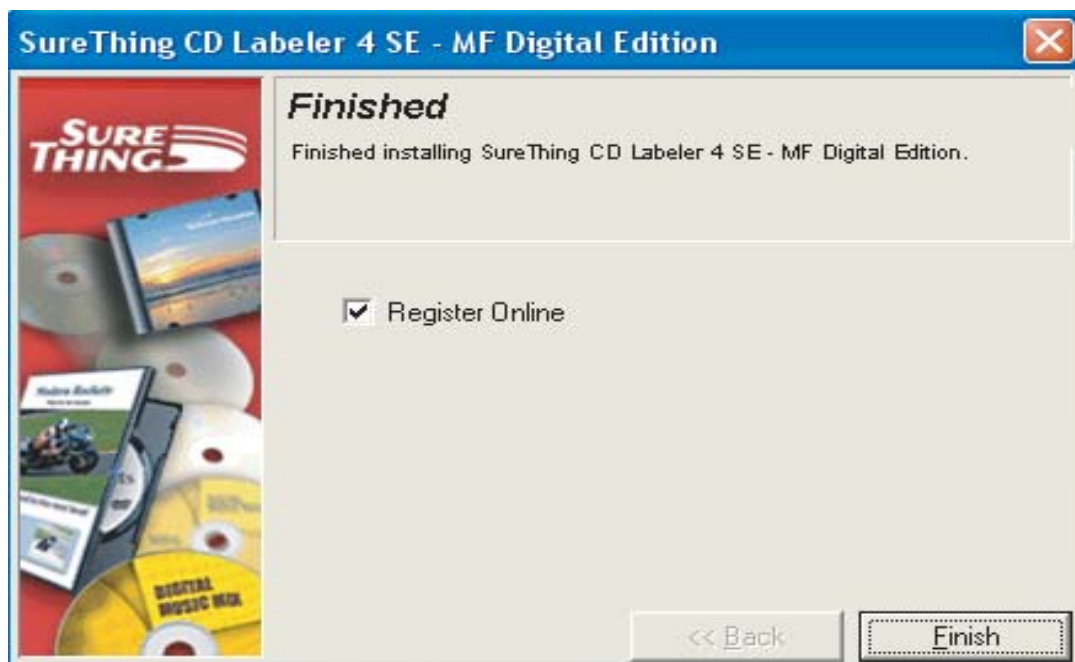 SureThing CD Labeler 4 SE - MF Digital Edition
SURE
THING
Finished
Finished installing SureThing CD Labeler 4 SE - MF Digital Edition.
Register Online
DIGITAL
MUSIC MIX
<< Back
Finish